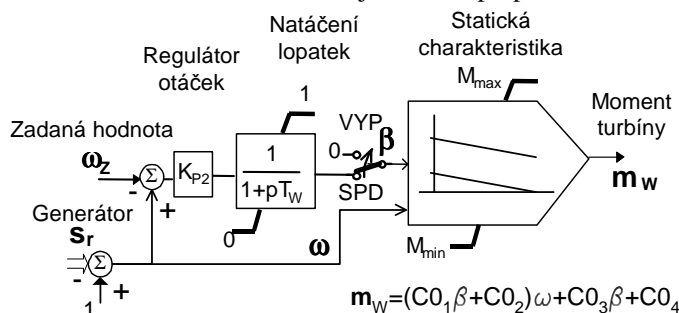 Statická
charakteristika
Natáčení
lopatek
Regulátor
otáček
M_max
1
Moment
turbíny
Zadaná hodnota
VYP
β
0
ω_Z
Σ
K_P2
1
1+pT_W
m_W
- +
SPD
Generátor
0
s_r
ω
M_min
Σ
- +
1
m_W=(C0_1β+C0_2)ω+C0_3β+C0_4